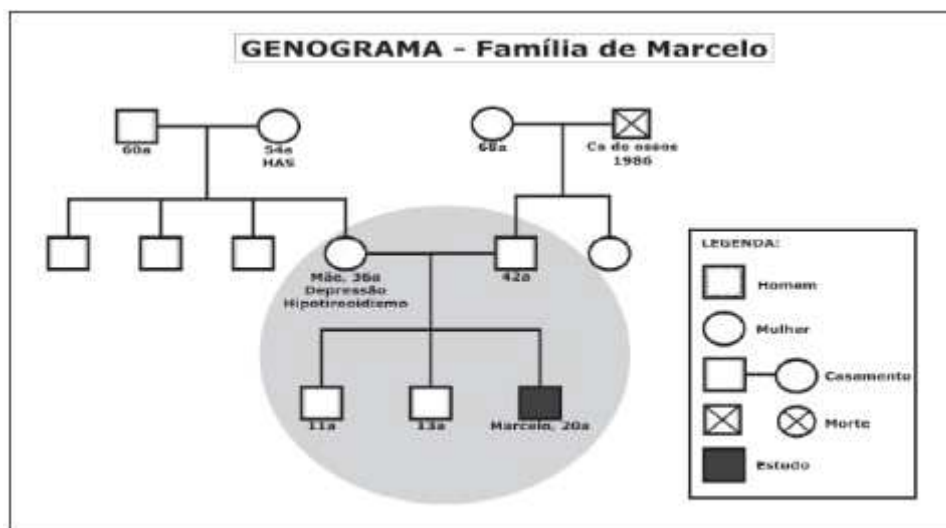 GENOGRAMA – Família de Marcelo
60a
54a
HAS
68a
Ca de ossos
1986
Mãe, 36a
Depressão
Hipotireoidismo
42a
11a
13a
Marcelo, 20a
LEGENDA:
Homem
Mulher
Casamento
Morte
Estudo